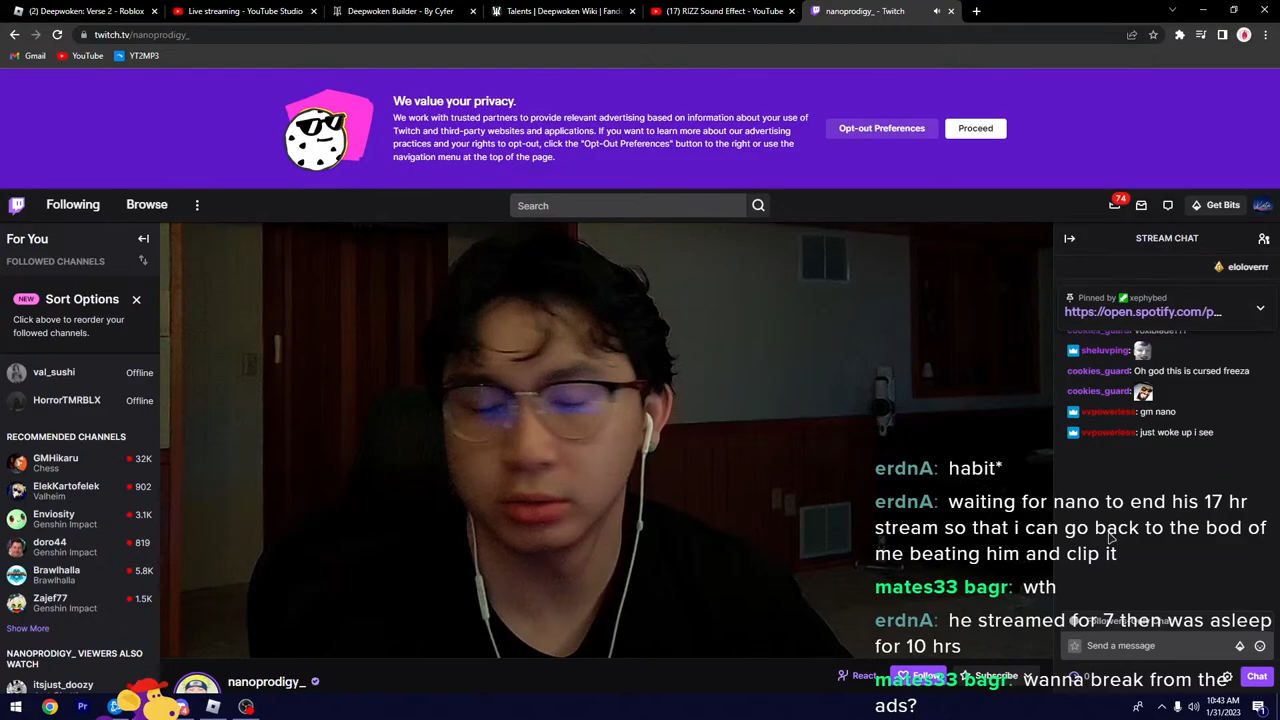 Deepwoken: Verse 2 - Roblox
Live streaming - YouTube Studio
Deepwoken Builder - By Cyfer
Talents | Deepwoken Wiki | Fando
(17) RIZZ Sound Effect - YouTube
nanoprodigy_ - Twitch
twitch.tv/nanoprodigy_
Gmail
YouTube
YT2MP3
We value your privacy.
We work with trusted partners to provide relevant advertising based on information about your use of
Twitch and third-party websites and applications. If you want to learn more about our advertising
practices and your rights to opt-out, click the "Opt-Out Preferences" button to the right or use the
navigation menu at the top of the page.
Opt-out Preferences
Proceed
Following
Browse
Search
74
Get Bits
For You
FOLLOWED CHANNELS
NEW Sort Options
Click above to reorder your
followed channels.
val_sushi Offline
HorrorTMRBLX Offline
RECOMMENDED CHANNELS
GMHikaru 32K
Chess
ElekKartofelek 902
Valheim
Enviosity 3.1K
Genshin Impact
doro44 819
Genshin Impact
Brawlhalla 5.8K
Brawlhalla
Zajef77 1.5K
Genshin Impact
Show More
NANOPRODIGY_ VIEWERS ALSO
WATCH
itsjust_doozy
nanoprodigy_
React
Follow
Subscribe
STREAM CHAT
eloloverrr
Pinned by xephybed
https://open.spotify.com/p...
cookies_guard: voxiblade???
sheluvping:
cookies_guard: Oh god this is cursed freeza
cookies_guard:
vvpowerless: gm nano
vvpowerless: just woke up i see
erdnA: habit*
erdnA: waiting for nano to end his 17 hr
stream so that i can go back to the bod of
me beating him and clip it
mates33 bagr: wth
erdnA: he streamed for 7 then was asleep
for 10 hrs
mates33 bagr: wanna break from the
ads?
Send a message
0
Chat
10:43 AM
1/31/2023